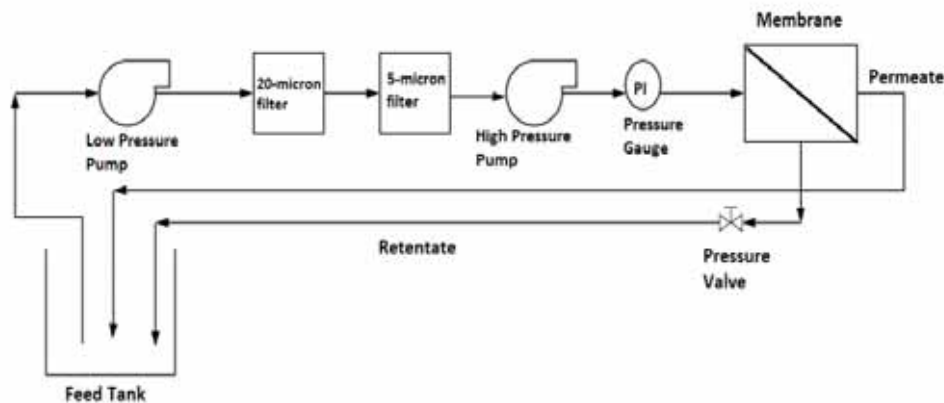 Membrane
Permeate
20-micron
filter
5-micron
filter
PI
Low Pressure
Pump
High Pressure
Pump
Pressure
Gauge
Retentate
Pressure
Valve
Feed Tank